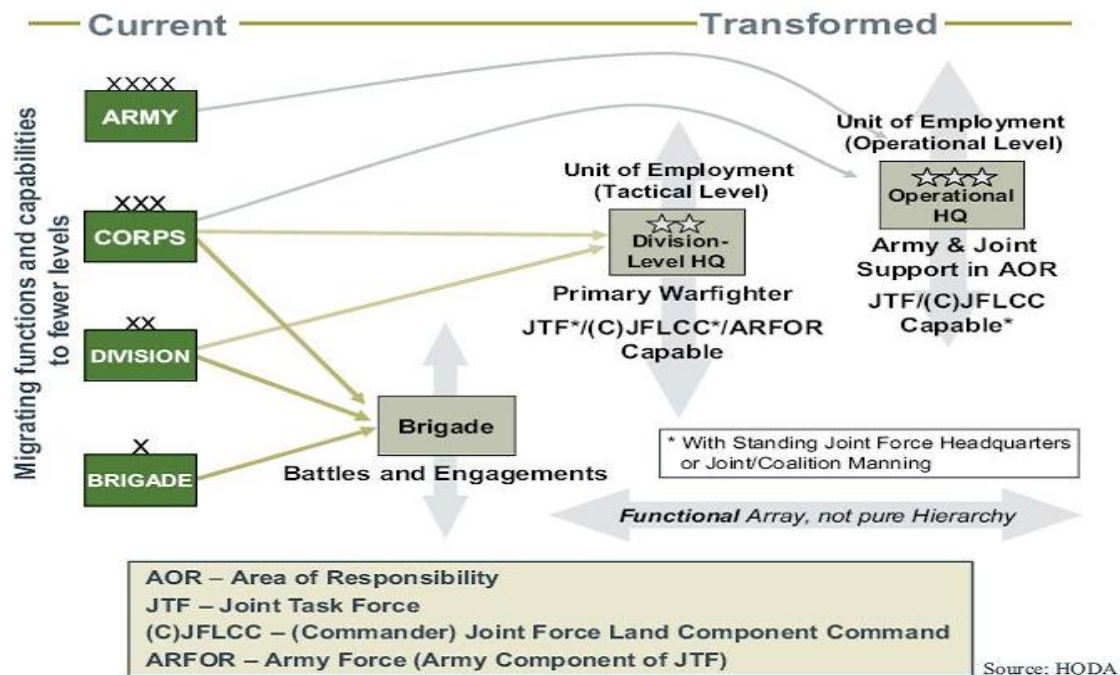 Current
Transformed
Migrating functions and capabilities
to fewer levels
XXXX
ARMY
XXX
CORPS
XX
DIVISION
X
BRIGADE
Brigade
Battles and Engagements
Unit of Employment
(Tactical Level)
Division-
Level HQ
Primary Warfighter
JTF*/(C)JFLCC*/ARFOR
Capable
Unit of Employment
(Operational Level)
Operational
HQ
Army & Joint
Support in AOR
JTF/(C)JFLCC
Capable*
* With Standing Joint Force Headquarters
or Joint/Coalition Manning
Functional Array, not pure Hierarchy
AOR – Area of Responsibility
JTF – Joint Task Force
(C)JFLCC – (Commander) Joint Force Land Component Command
ARFOR – Army Force (Army Component of JTF)
Source: HQDA